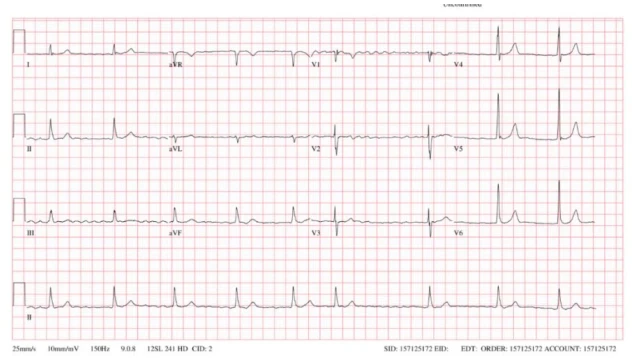 Unconfirmed
I aVR V1 V4
II aVL V2 V5
III aVF V3 V6
II
25mm/s 10mm/mV 150Hz 9.0.8 12SL 241 HD CID: 2 SID: 157125172 EID: EDT: ORDER: 157125172 ACCOUNT: 157125172